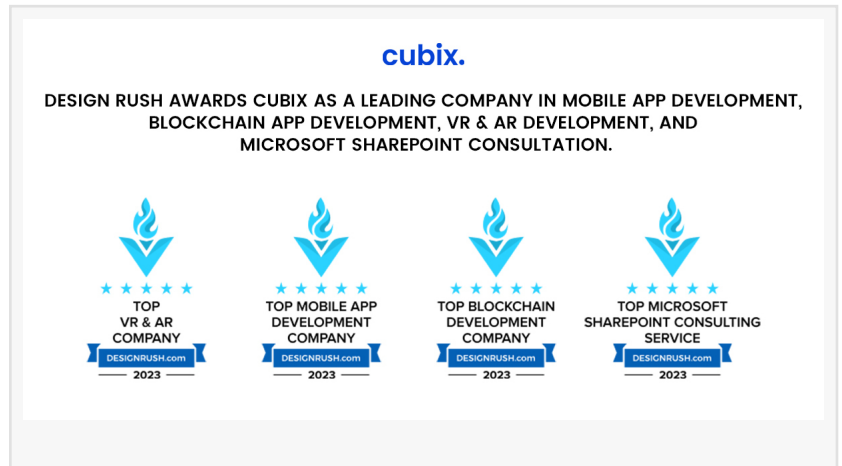 cubix.
DESIGN RUSH AWARDS CUBIX AS A LEADING COMPANY IN MOBILE APP DEVELOPMENT,
BLOCKCHAIN APP DEVELOPMENT, VR & AR DEVELOPMENT, AND
MICROSOFT SHAREPOINT CONSULTATION.
TOP
VR & AR
COMPANY
DESIGNRUSH.com
2023
TOP MOBILE APP
DEVELOPMENT
COMPANY
DESIGNRUSH.com
2023
TOP BLOCKCHAIN
DEVELOPMENT
COMPANY
DESIGNRUSH.com
2023
TOP MICROSOFT
SHAREPOINT CONSULTING
SERVICE
DESIGNRUSH.com
2023